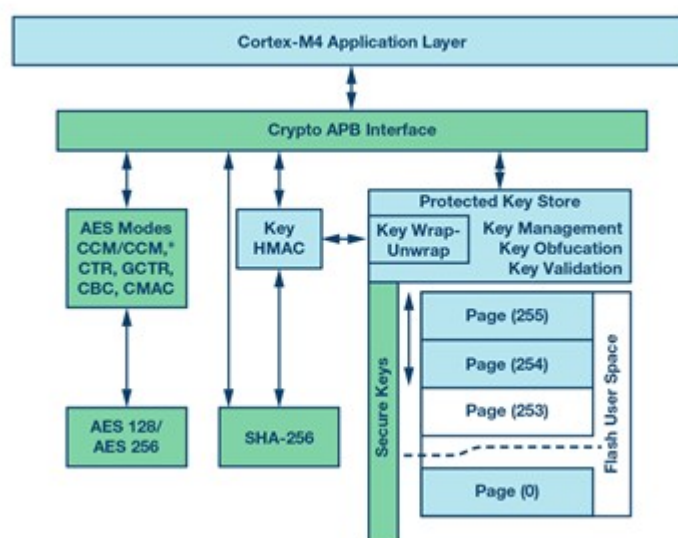 Cortex-M4 Application Layer
Crypto APB Interface
AES Modes
CCM/CCM,*
CTR, GCTR,
CBC, CMAC
Key
HMAC
Protected Key Store
Key Wrap-
Unwrap
Key Management
Key Obfucation
Key Validation
AES 128/
AES 256
SHA-256
Secure Keys
Page (255)
Page (254)
Page (253)
Page (0)
Flash User Space